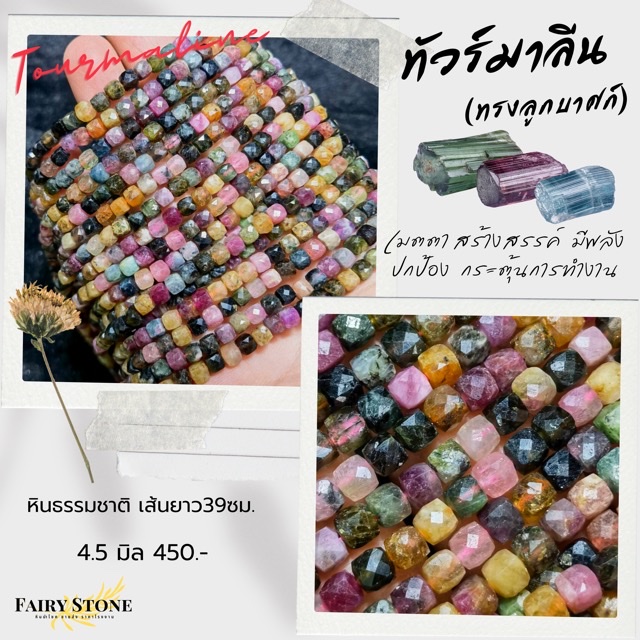 Tourmaline
ทัวร์มาลีน
(ทรงลูกบาศก์)
เมตตา สร้างสรรค์ มีพลัง
ปกป้อง กระตุ้นการทำงาน
หินธรรมชาติ เส้นยาว39ซม.
4.5 มิล 450.-
FAIRY STONE